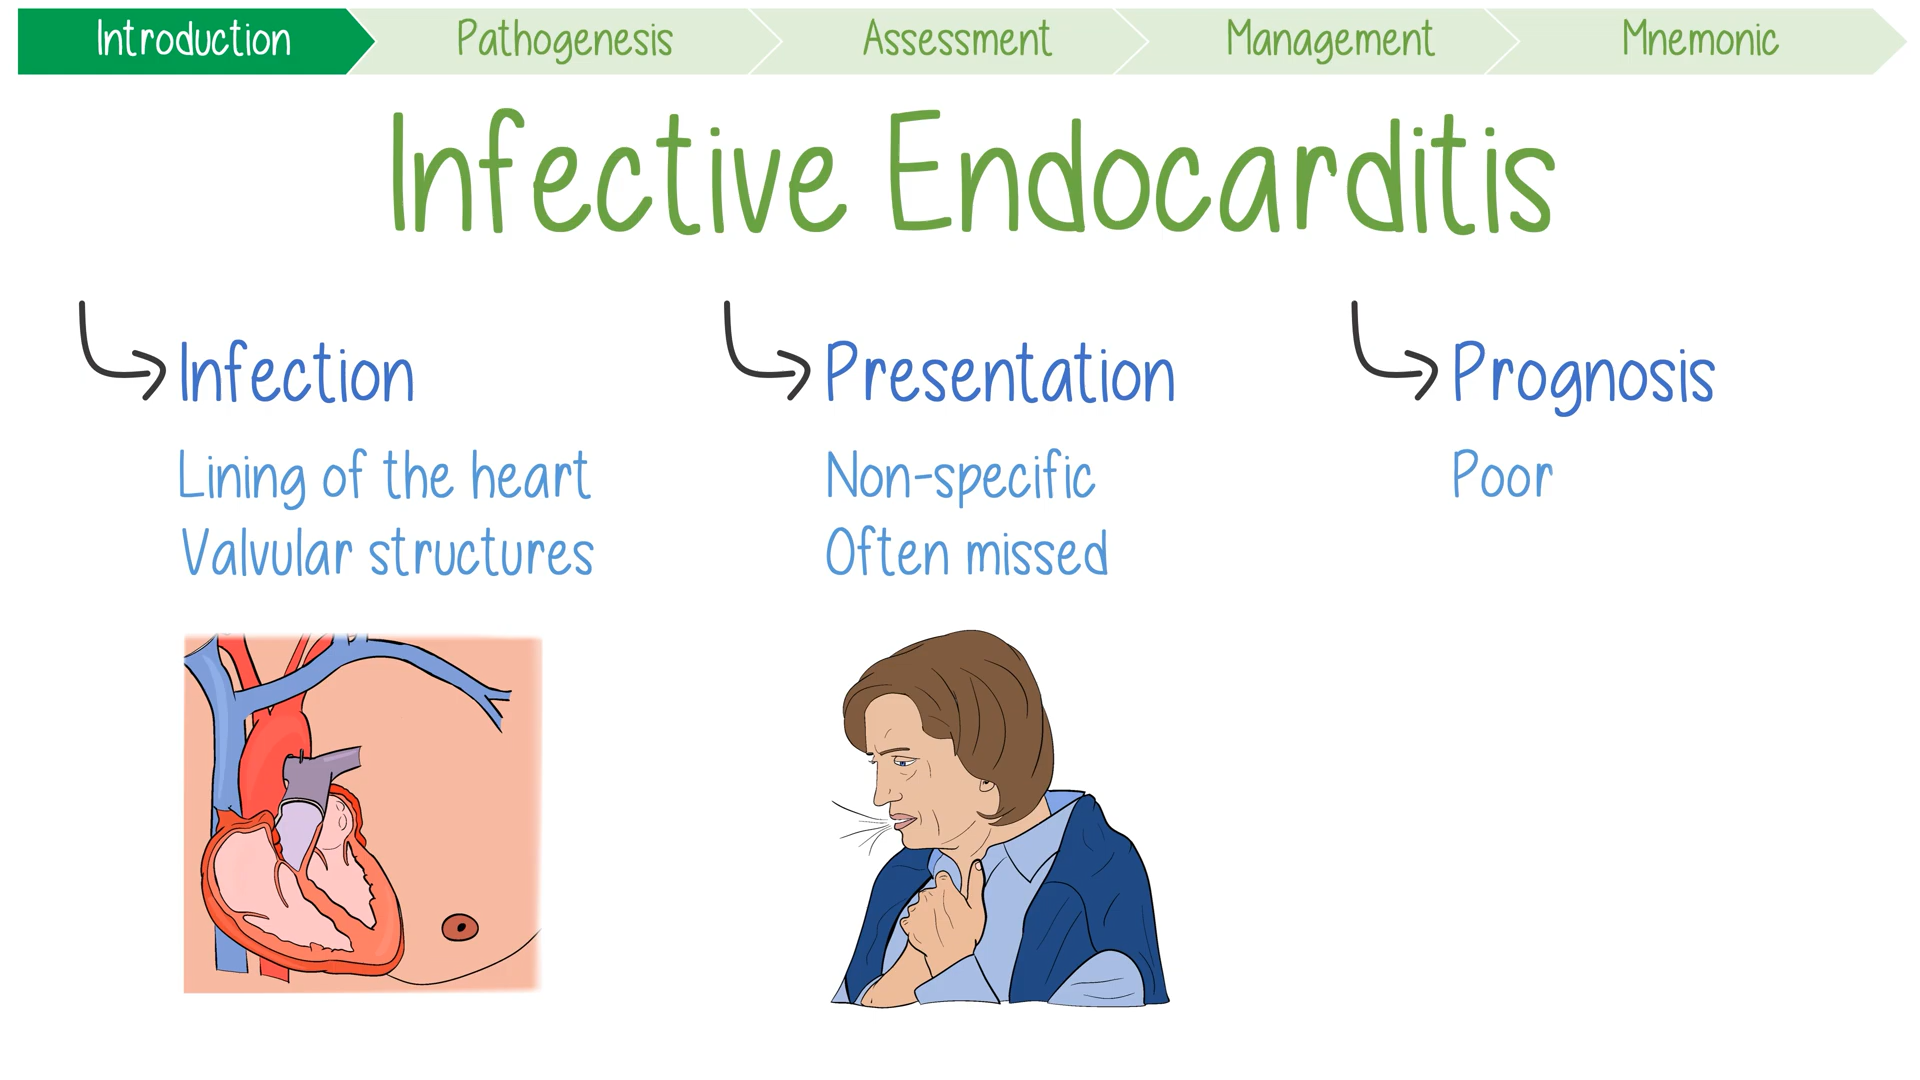 Introduction
Pathogenesis
Assessment
Management
Mnemonic
Infective Endocarditis
Infection
Lining of the heart
Valvular structures
Presentation
Non-specific
Often missed
Prognosis
Poor